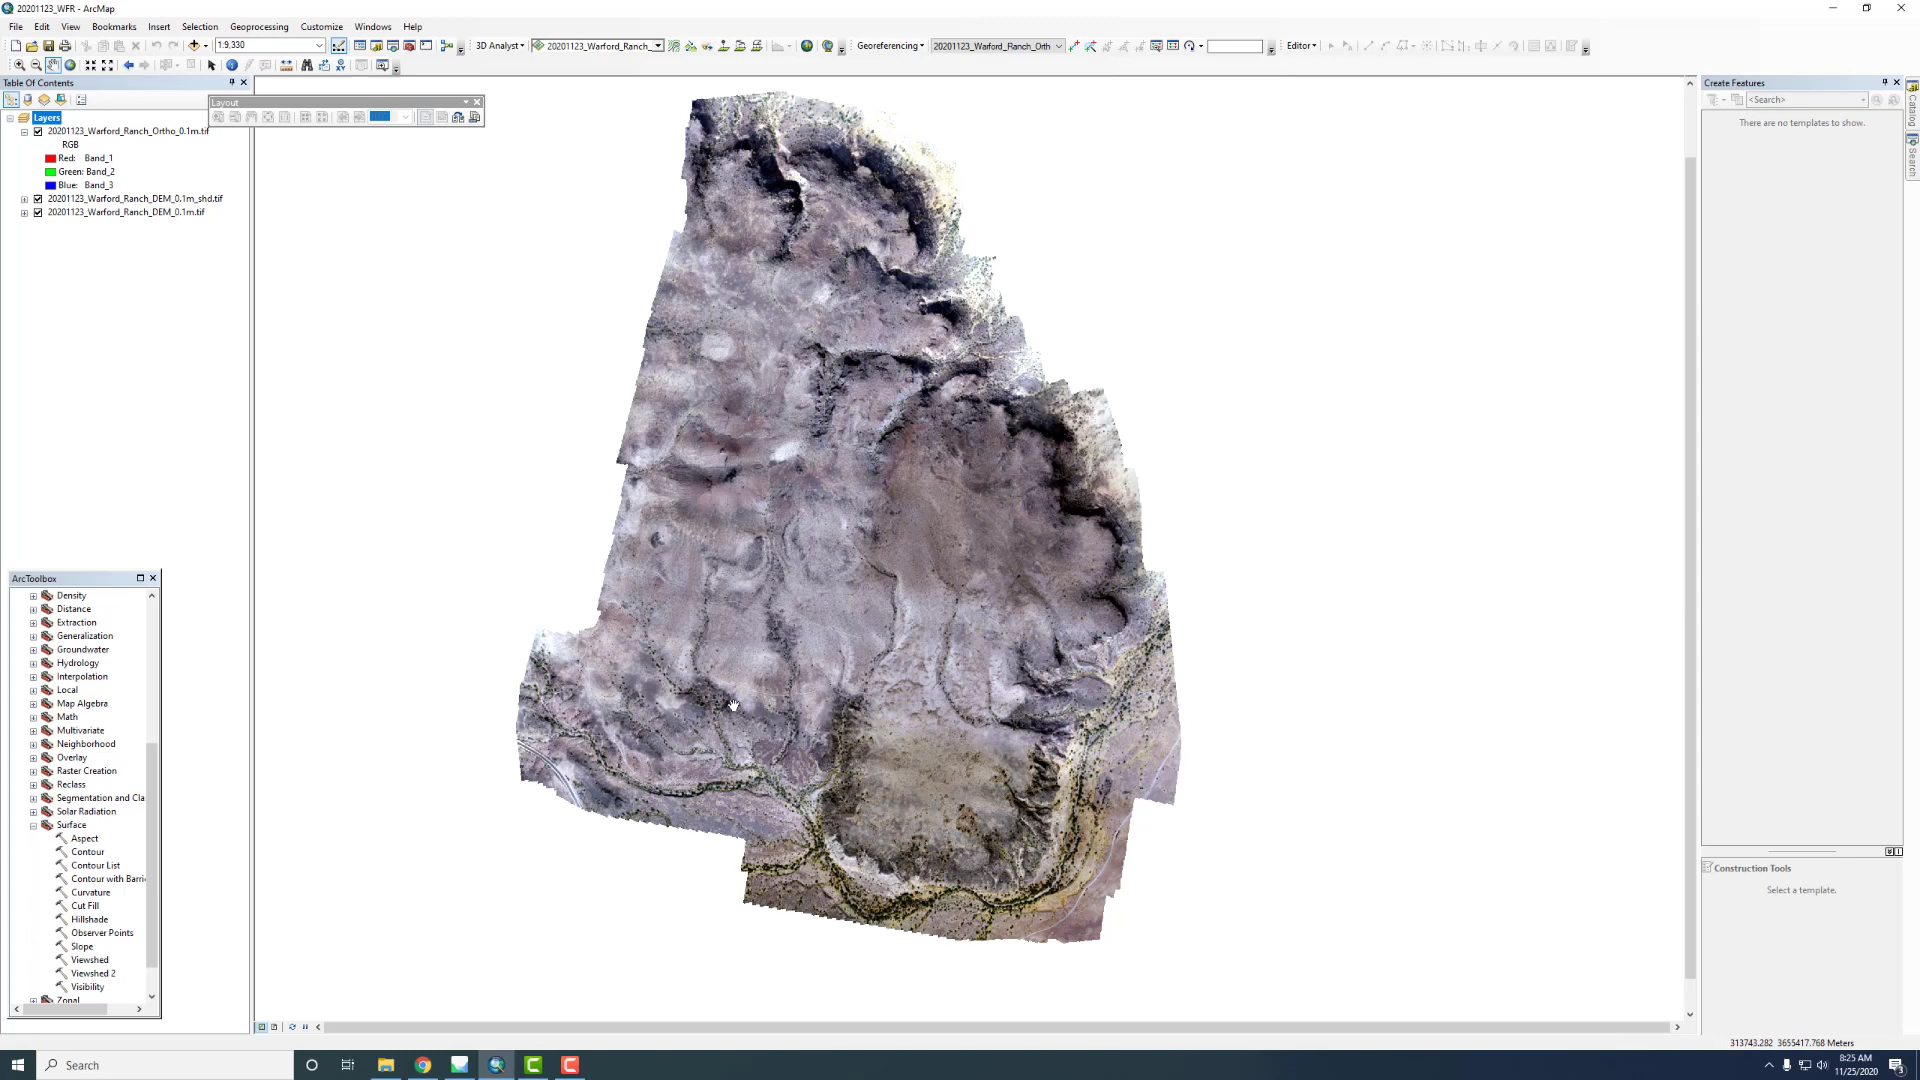 20201123_WFR - ArcMap
File Edit View Bookmarks Insert Selection Geoprocessing Customize Windows Help
1:9,330 3D Analyst 20201123_Warford_Ranch_ Georeferencing 20201123_Warford_Ranch_Orth Editor
Table Of Contents
Layout
Layers
20201123_Warford_Ranch_Ortho_0.1m.tif
RGB
Red: Band_1
Green: Band_2
Blue: Band_3
20201123_Warford_Ranch_DEM_0.1m_shd.tif
20201123_Warford_Ranch_DEM_0.1m.tif
ArcToolbox
Density
Distance
Extraction
Generalization
Groundwater
Hydrology
Interpolation
Local
Map Algebra
Math
Multivariate
Neighborhood
Overlay
Raster Creation
Reclass
Segmentation and Cla
Solar Radiation
Surface
Aspect
Contour
Contour List
Contour with Barri
Curvature
Cut Fill
Hillshade
Observer Points
Slope
Viewshed
Viewshed 2
Visibility
Zonal
Create Features
<Search>
There are no templates to show.
Construction Tools
Select a template.
Catalog
Search
313743.282 3655417.768 Meters
Search
8:25 AM
11/25/2020
3